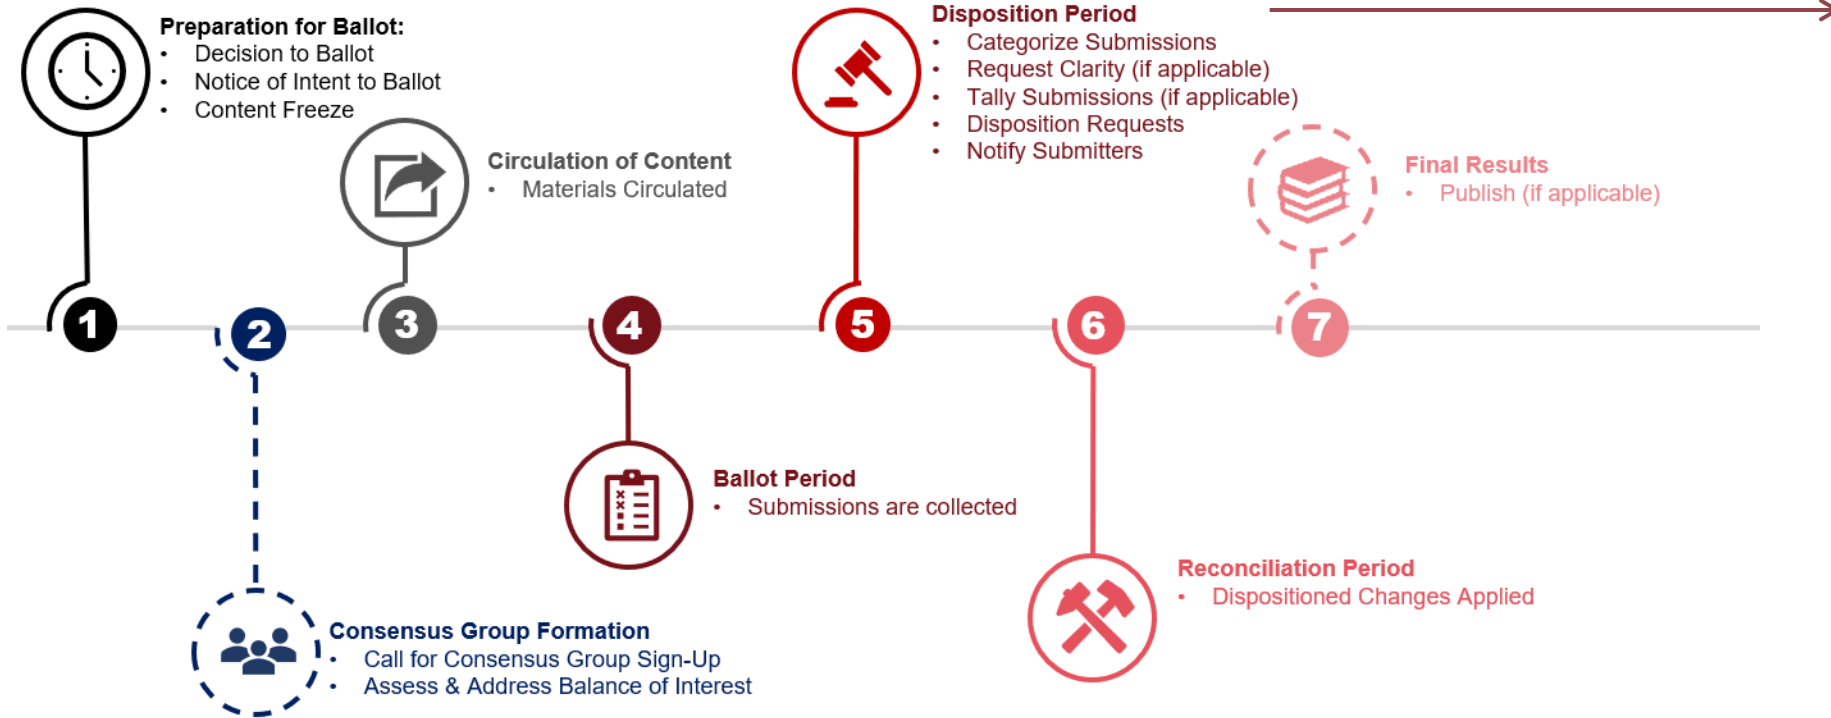 Preparation for Ballot:
• Decision to Ballot
• Notice of Intent to Ballot
• Content Freeze
Circulation of Content
• Materials Circulated
Disposition Period
• Categorize Submissions
• Request Clarity (if applicable)
• Tally Submissions (if applicable)
• Disposition Requests
• Notify Submitters
Final Results
• Publish (if applicable)
1
2
3
4
5
6
7
Ballot Period
• Submissions are collected
Reconciliation Period
• Dispositioned Changes Applied
Consensus Group Formation
• Call for Consensus Group Sign-Up
• Assess & Address Balance of Interest